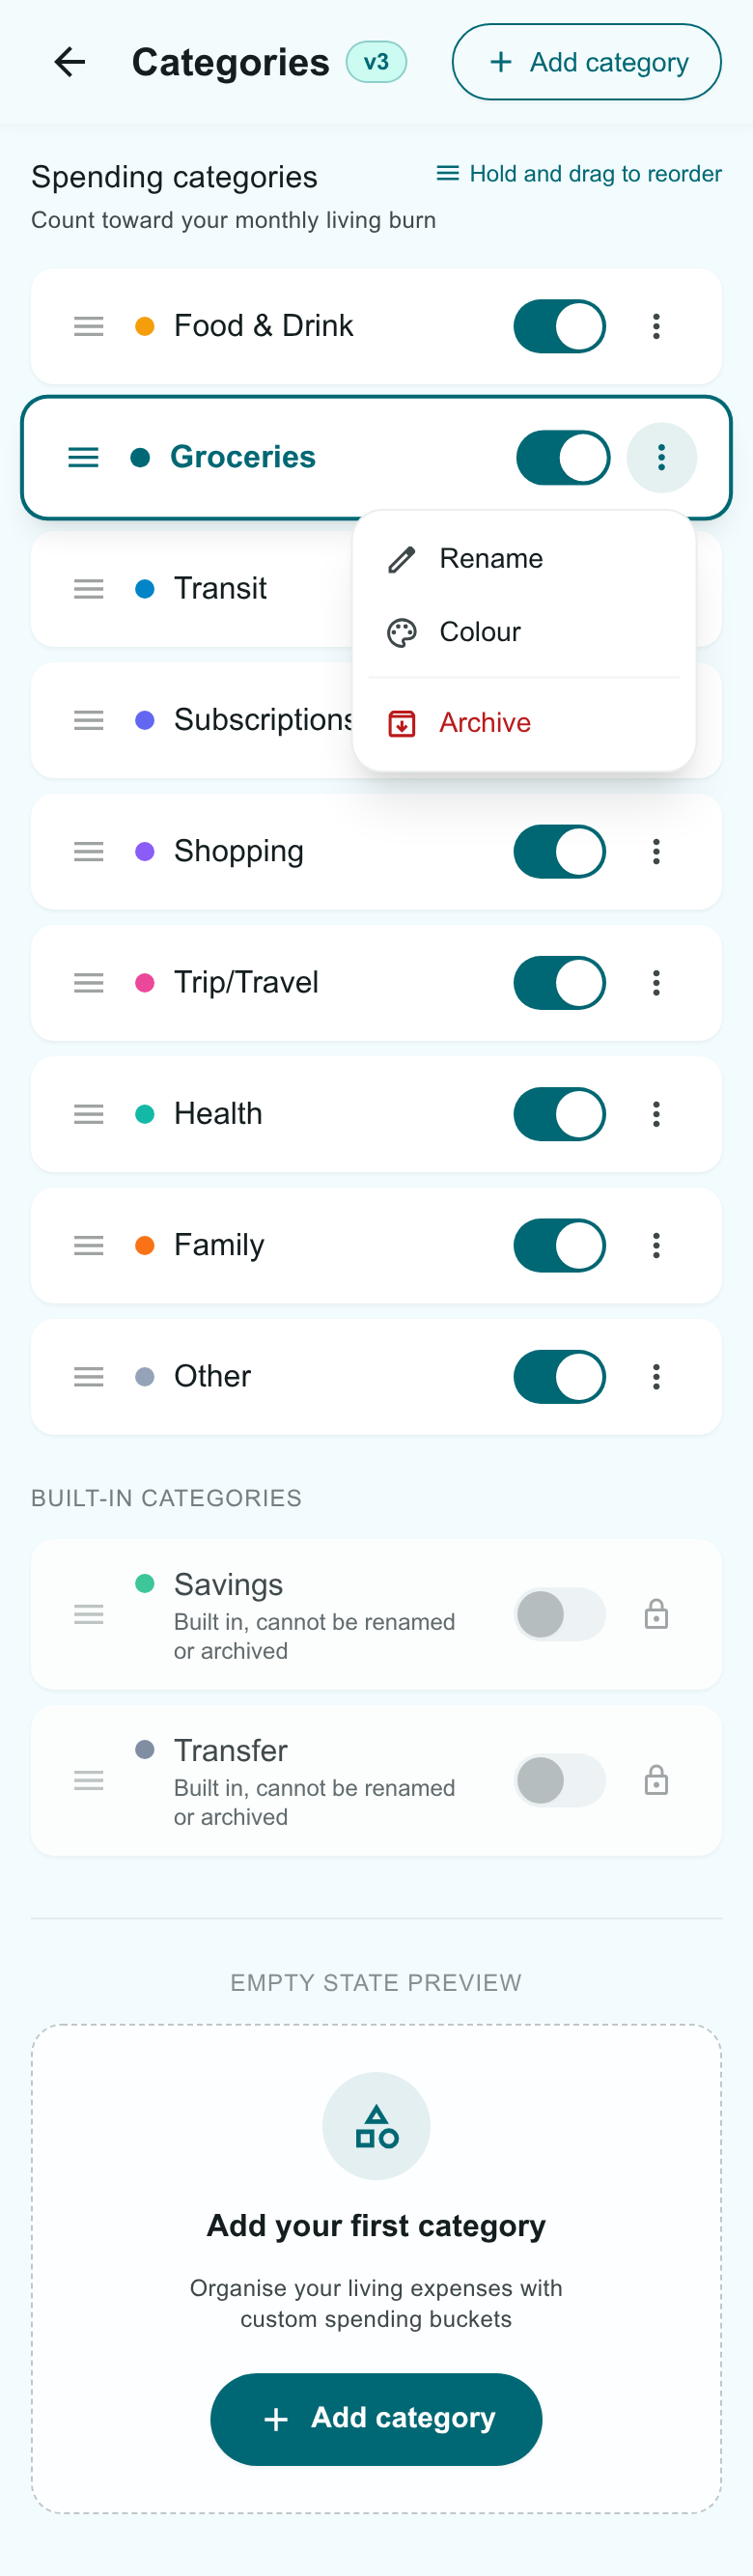 Categories
v3
Add category
Spending categories
Hold and drag to reorder
Count toward your monthly living burn
Food & Drink
Groceries
Rename
Transit
Colour
Subscriptions
Archive
Shopping
Trip/Travel
Health
Family
Other
BUILT-IN CATEGORIES
Savings
Built in, cannot be renamed
or archived
Transfer
Built in, cannot be renamed
or archived
EMPTY STATE PREVIEW
Add your first category
Organise your living expenses with
custom spending buckets
Add category